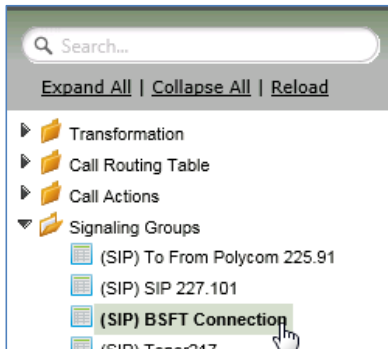 Search...
Expand All | Collapse All | Reload
Transformation
Call Routing Table
Call Actions
Signaling Groups
(SIP) To From Polycom 225.91
(SIP) SIP 227.101
(SIP) BSFT Connection
(SIP)